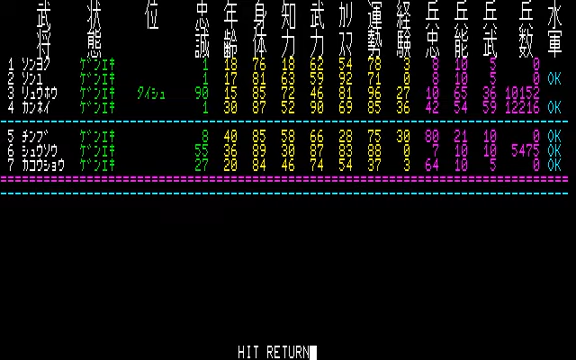 武将 状態 位 忠誠 年齢 身体 知力 武力 カリスマ 運勢 経験 兵忠 兵能 兵武 兵数 水軍
1 ソンヨク ゲンエキ 1 18 76 18 62 54 78 3 8 10 5 0
2 ソンユ ゲンエキ 1 17 81 63 59 92 71 0 8 10 5 0 OK
3 リュウホウ ゲンエキ タイシュ 90 15 85 72 46 81 96 27 10 65 36 10152
4 カンネイ ゲンエキ 1 30 87 52 90 69 85 36 42 54 59 12216 OK
5 チンブ ゲンエキ 8 40 85 58 66 28 75 30 80 21 10 0 OK
6 シュウソウ ゲンエキ 55 36 89 30 87 83 88 0 7 10 10 5475 OK
7 カコウショウ ゲンエキ 27 20 84 46 74 54 37 3 64 10 5 0 OK
HIT RETURN